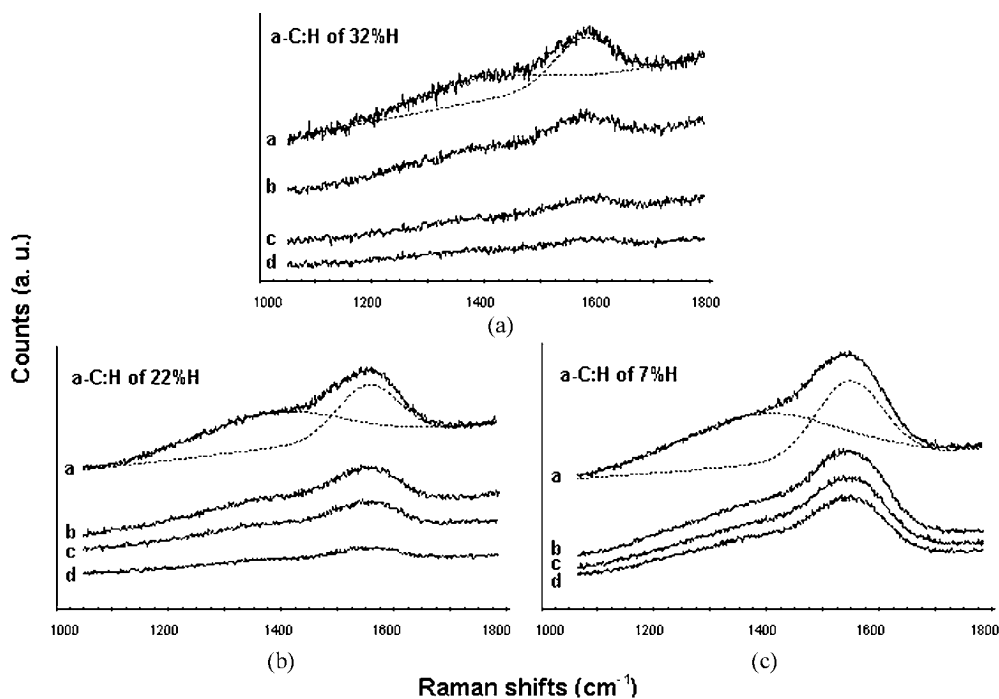 a-C:H of 32%H
a
b
c
d
1000 1200 1400 1600 1800
(a)
Counts (a. u.)
a-C:H of 22%H
a
b
c
d
1000 1200 1400 1600 1800
(b)
a-C:H of 7%H
a
b
c
d
1000 1200 1400 1600 1800
(c)
Raman shifts (cm⁻¹)